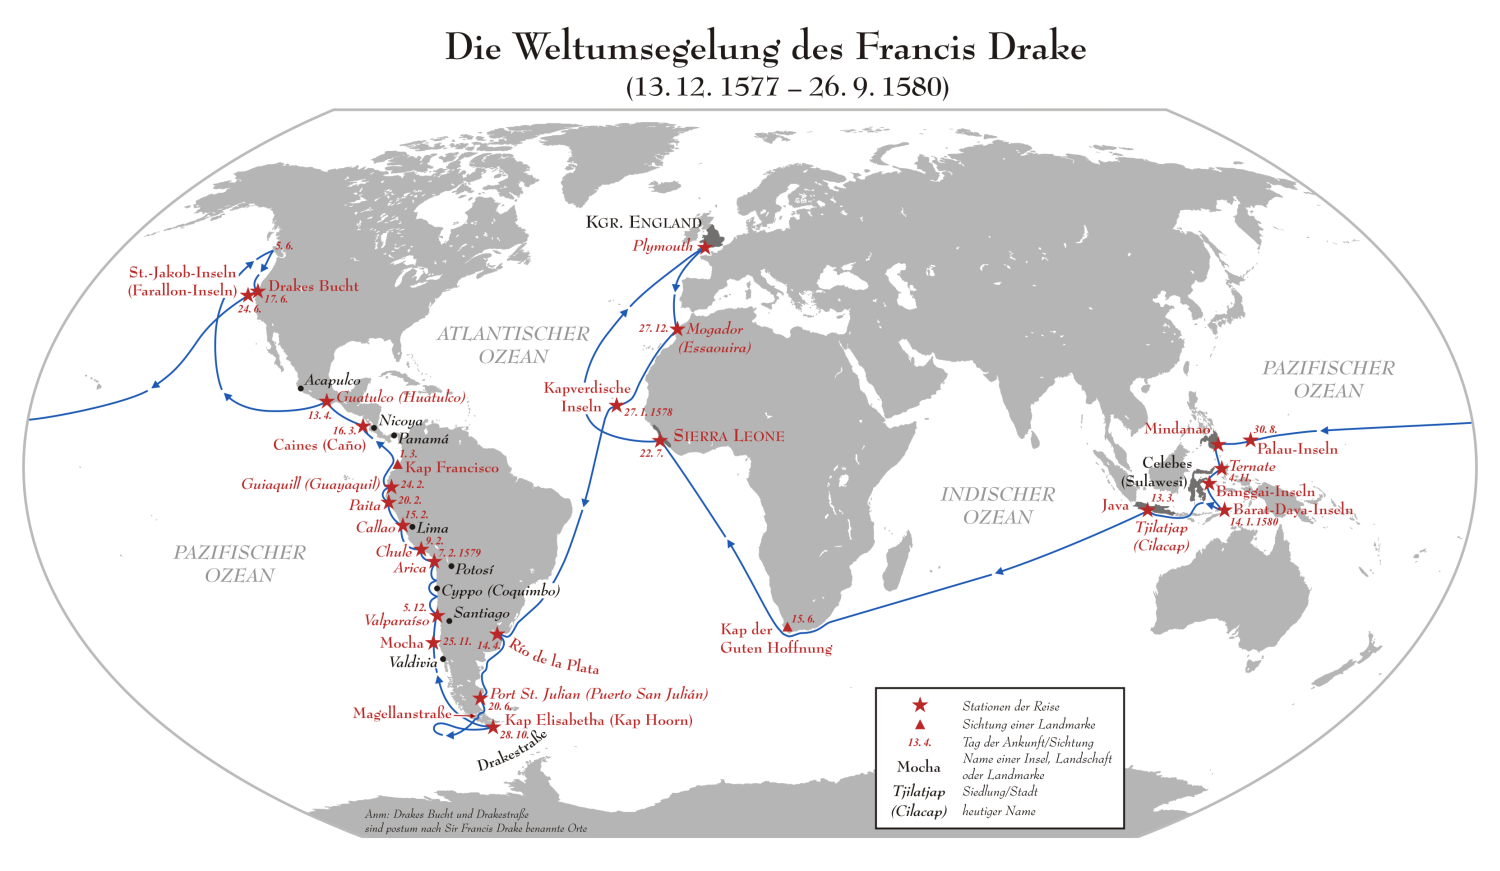 Die Weltumsegelung des Francis Drake
(13. 12. 1577 – 26. 9. 1580)
KGR. ENGLAND
Plymouth
5. 6.
St.-Jakob-Inseln
(Farallon-Inseln)
Drakes Bucht
17. 6.
24. 6.
ATLANTISCHER
OZEAN
27. 12.
Mogador
(Essaouira)
PAZIFISCHER
OZEAN
Acapulco
Guatulco (Huatulco)
13. 4.
Kapverdische
Inseln
27. 1. 1578
16. 3.
Nicoya
Caines (Caño)
Panamá
SIERRA LEONE
22. 7.
Mindanao
30. 8.
Palau-Inseln
1. 3.
Kap Francisco
Celebes
(Sulawesi)
Ternate
4. 11.
Guiaquill (Guayaquil)
24. 2.
Banggai-Inseln
Paita
20. 2.
INDISCHER
OZEAN
Java
13. 3.
Barat-Daya-Inseln
14. 1. 1580
15. 2.
Callao
Lima
Tjilatjap
(Cilacap)
9. 2.
Chule
7. 2. 1579
Arica
Potosí
PAZIFISCHER
OZEAN
Cyppo (Coquimbo)
5. 12.
Valparaíso
Santiago
15. 6.
Kap der
Guten Hoffnung
Mocha
25. 11.
14. 4.
Río de la Plata
Valdivia
Port St. Julian (Puerto San Julián)
20. 6.
Magellanstraße
Kap Elisabetha (Kap Hoorn)
28. 10.
Drakestraße
Stationen der Reise
Sichtung einer Landmarke
13. 4.
Tag der Ankunft/Sichtung
Mocha
Name einer Insel, Landschaft
oder Landmarke
Tjilatjap
Siedlung/Stadt
(Cilacap)
heutiger Name
Anm: Drakes Bucht und Drakestraße
sind postum nach Sir Francis Drake benannte Orte